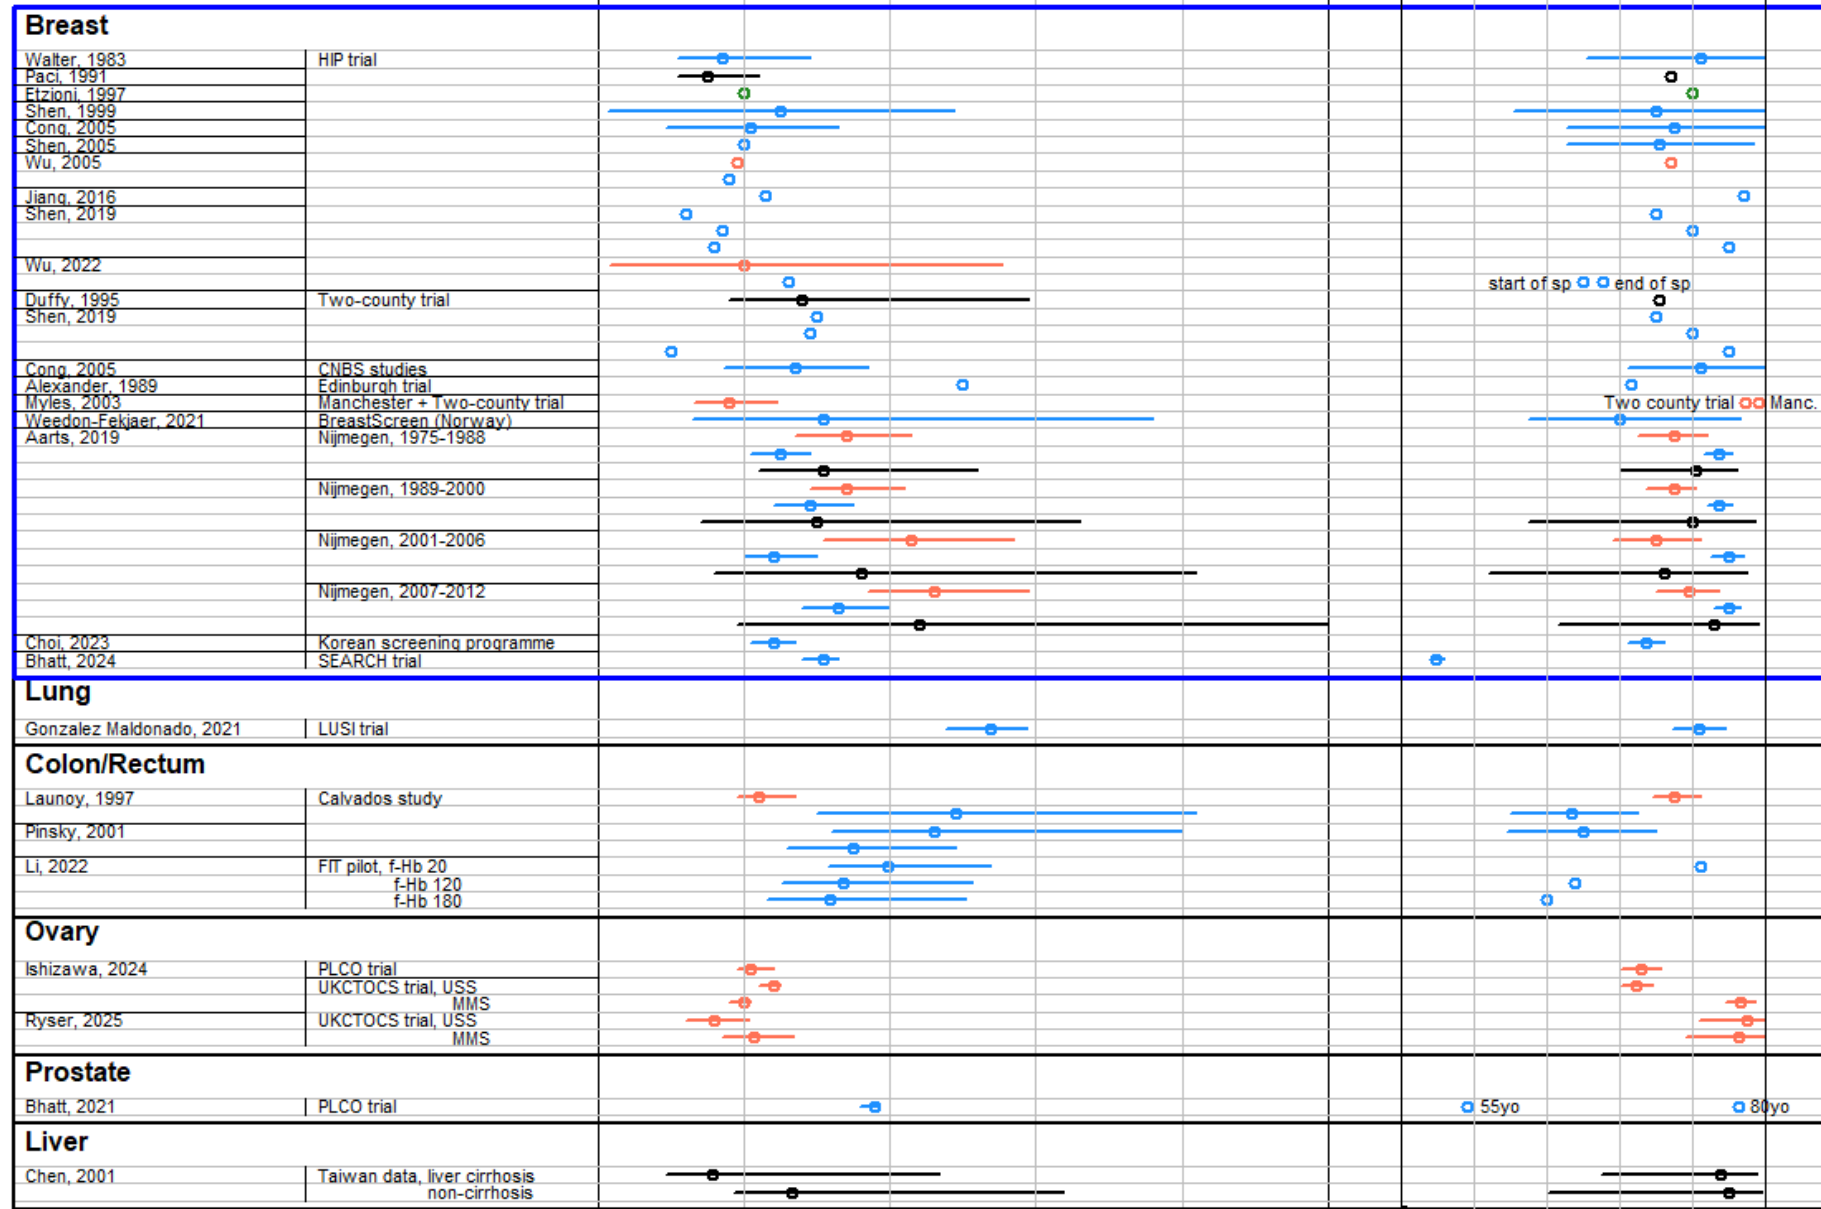 Breast
Walter, 1983 HIP trial
Paci, 1991
Etzioni, 1997
Shen, 1999
Cong, 2005
Shen, 2005
Wu, 2005
Jiang, 2016
Shen, 2019
Wu, 2022
start of sp end of sp
Duffy, 1995 Two-county trial
Shen, 2019
Cong, 2005 CNBS studies
Alexander, 1989 Edinburgh trial
Myles, 2003 Manchester + Two-county trial Two county trial Manc.
Weedon-Fekjaer, 2021 BreastScreen (Norway)
Aarts, 2019 Nijmegen, 1975-1988
Nijmegen, 1989-2000
Nijmegen, 2001-2006
Nijmegen, 2007-2012
Choi, 2023 Korean screening programme
Bhatt, 2024 SEARCH trial
Lung
Gonzalez Maldonado, 2021 LUSI trial
Colon/Rectum
Launoy, 1997 Calvados study
Pinsky, 2001
Li, 2022 FIT pilot, f-Hb 20
f-Hb 120
f-Hb 180
Ovary
Ishizawa, 2024 PLCO trial
UKCTOCS trial, USS
MMS
Ryser, 2025 UKCTOCS trial, USS
MMS
Prostate
Bhatt, 2021 PLCO trial 55yo 80yo
Liver
Chen, 2001 Taiwan data, liver cirrhosis
non-cirrhosis